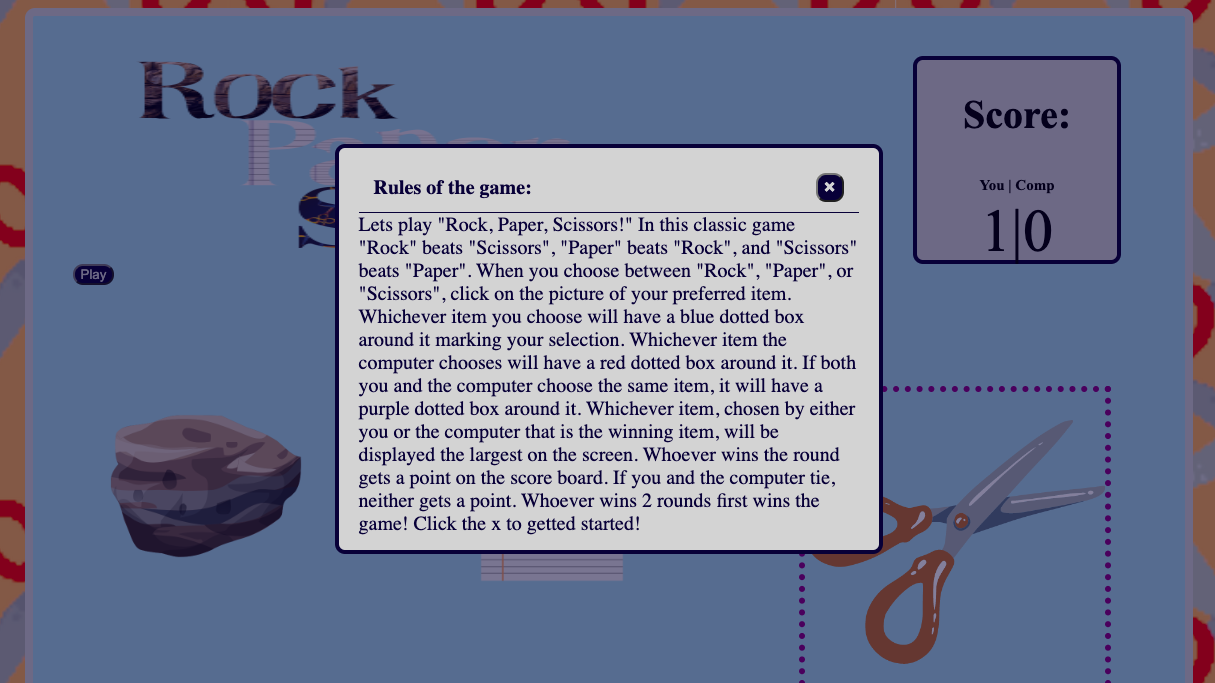 Rock
Paper
S
Score:
You | Comp
1|0
Play
Rules of the game:
×
Lets play "Rock, Paper, Scissors!" In this classic game
"Rock" beats "Scissors", "Paper" beats "Rock", and "Scissors"
beats "Paper". When you choose between "Rock", "Paper", or
"Scissors", click on the picture of your preferred item.
Whichever item you choose will have a blue dotted box
around it marking your selection. Whichever item the
computer chooses will have a red dotted box around it. If both
you and the computer choose the same item, it will have a
purple dotted box around it. Whichever item, chosen by either
you or the computer that is the winning item, will be
displayed the largest on the screen. Whoever wins the round
gets a point on the score board. If you and the computer tie,
neither gets a point. Whoever wins 2 rounds first wins the
game! Click the x to getted started!